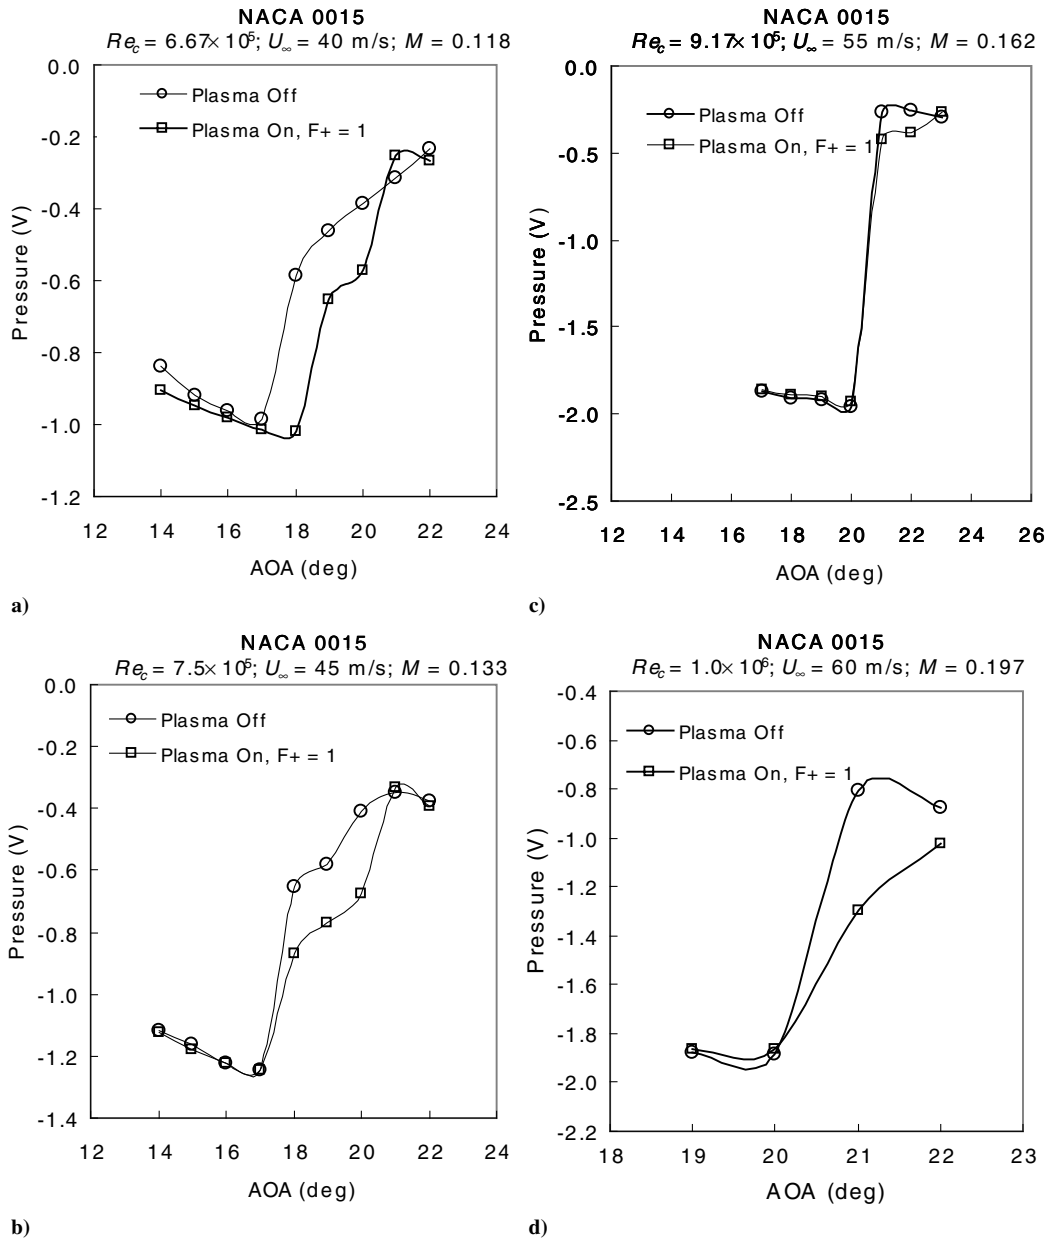 NACA 0015
Re_c = 6.67×10⁵; U_∞ = 40 m/s; M = 0.118
0.0
-0.2
-0.4
-0.6
-0.8
-1.0
-1.2
Plasma Off
Plasma On, F+ = 1
Pressure (V)
12 14 16 18 20 22 24
AOA (deg)
a)
NACA 0015
Re_c = 9.17×10⁵; U_∞ = 55 m/s; M = 0.162
0.0
-0.5
-1.0
-1.5
-2.0
-2.5
Plasma Off
Plasma On, F+ = 1
Pressure (V)
12 14 16 18 20 22 24 26
AOA (deg)
c)
NACA 0015
Re_c = 7.5×10⁵; U_∞ = 45 m/s; M = 0.133
0.0
-0.2
-0.4
-0.6
-0.8
-1.0
-1.2
-1.4
Plasma Off
Plasma On, F+ = 1
Pressure (V)
12 14 16 18 20 22 24
AOA (deg)
b)
NACA 0015
Re_c = 1.0×10⁶; U_∞ = 60 m/s; M = 0.197
-0.4
-0.6
-0.8
-1.0
-1.2
-1.4
-1.6
-1.8
-2.0
-2.2
Plasma Off
Plasma On, F+ = 1
Pressure (V)
18 19 20 21 22 23
AOA (deg)
d)